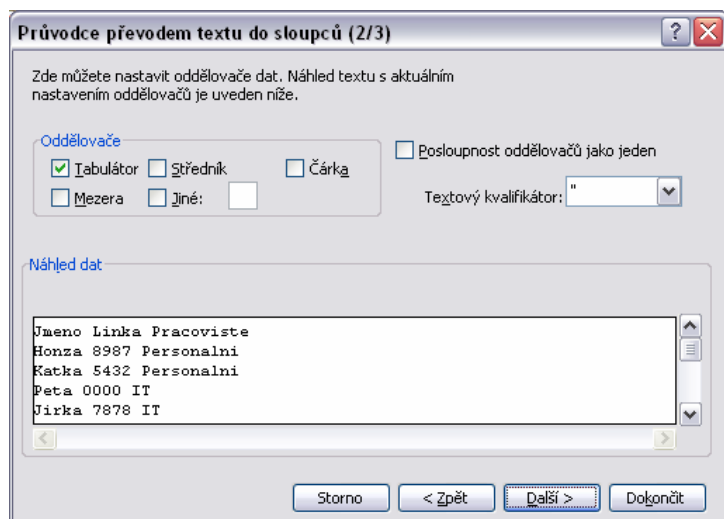 Průvodce převodem textu do sloupců (2/3)
Zde můžete nastavit oddělovače dat. Náhled textu s aktuálním
nastavením oddělovačů je uveden níže.
Oddělovače
Tabulátor Středník Čárka
Mezera Jiné:
Posloupnost oddělovačů jako jeden
Textový kvalifikátor: "
Náhled dat
Jmeno Linka Pracoviste
Honza 8987 Personalni
Katka 5432 Personalni
Peta 0000 IT
Jirka 7878 IT
Storno < Zpět Další > Dokončit